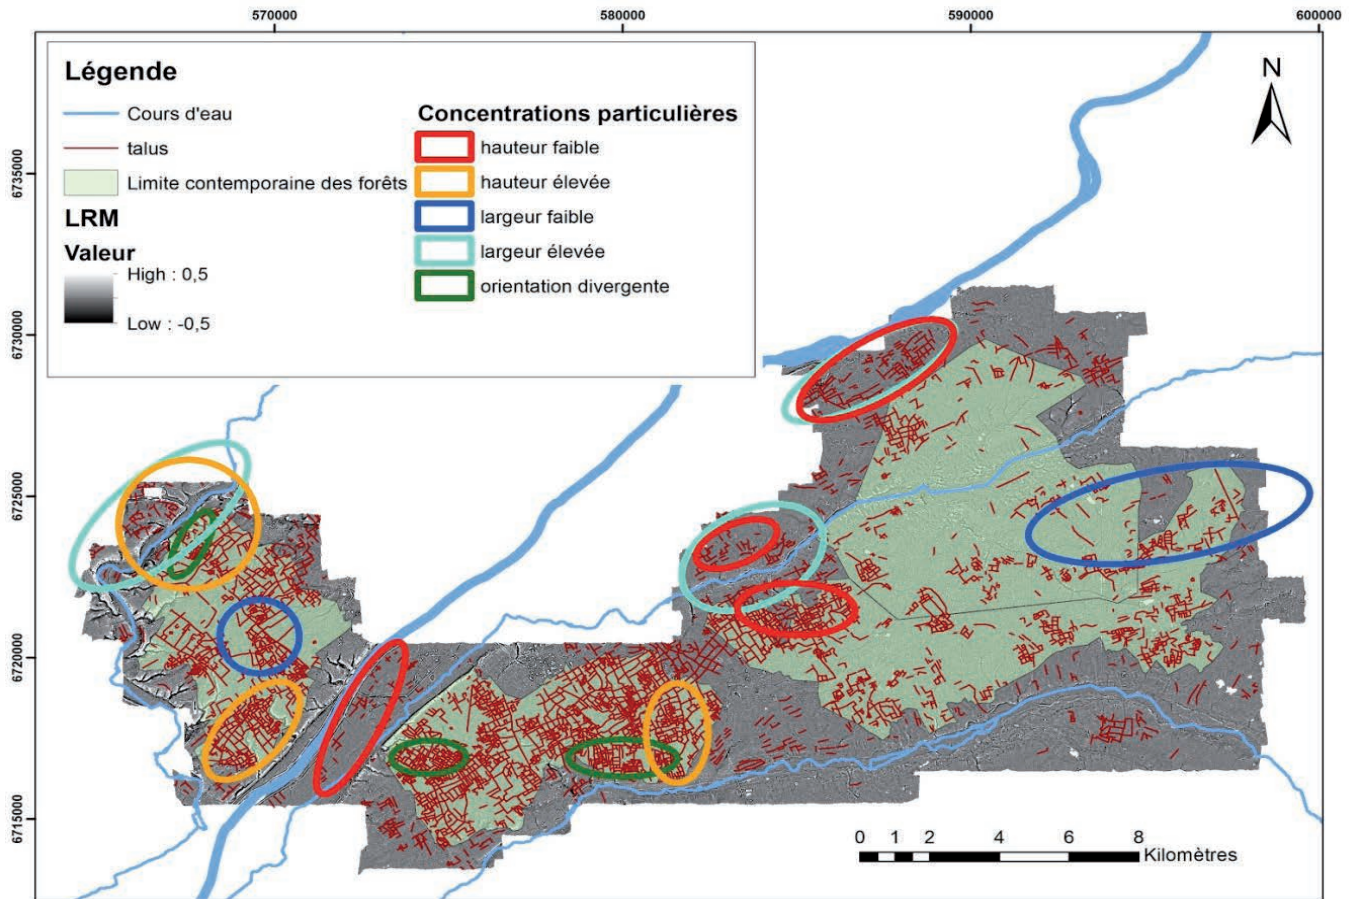 570000 580000 590000 600000
Légende
Cours d'eau
talus
Limite contemporaine des forêts
LRM
Valeur
High : 0,5
Low : -0,5
Concentrations particulières
hauteur faible
hauteur élevée
largeur faible
largeur élevée
orientation divergente
N
6735000
6730000
6725000
6720000
6715000
0 1 2 4 6 8
Kilomètres